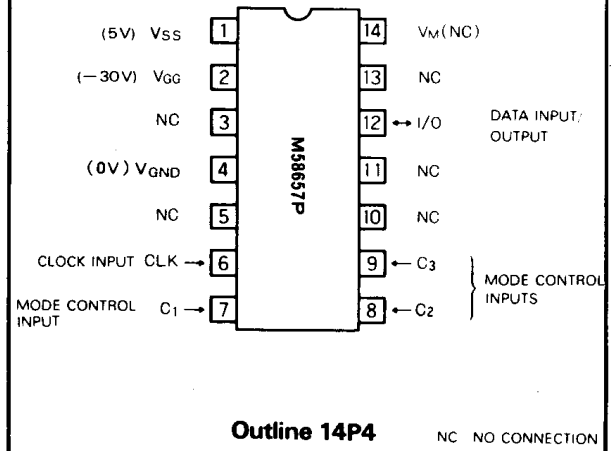 (5V) VSS 1 14 VM(NC)
(−30V) VGG 2 13 NC
NC 3 12 ↔ I/O DATA INPUT/
OUTPUT
(0V) VGND 4 11 NC
NC 5 10 NC
CLOCK INPUT CLK → 6 9 ← C3
MODE CONTROL
INPUT C1 → 7 8 ← C2
MODE CONTROL
INPUTS
M58657P
Outline 14P4 NC NO CONNECTION